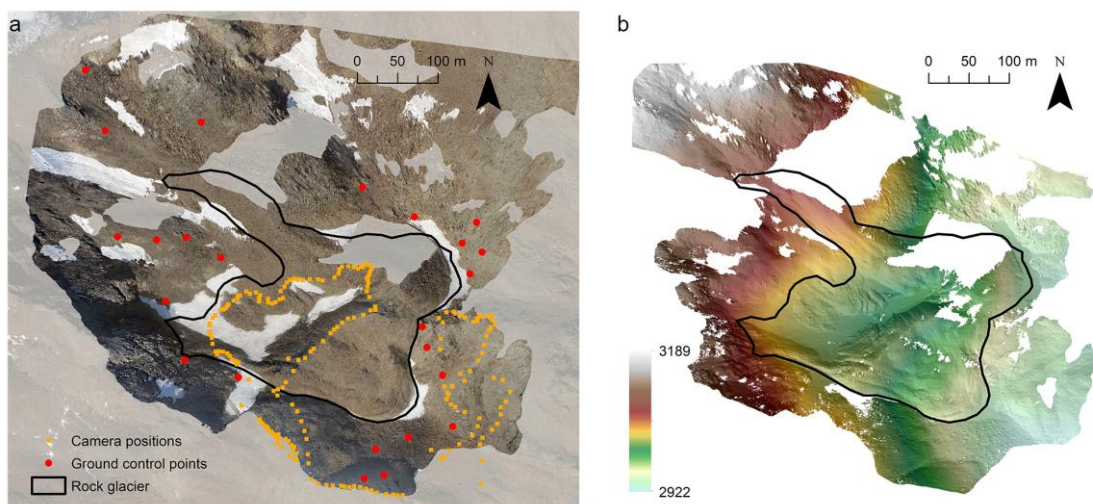 a
0 50 100 m
N
Camera positions
Ground control points
Rock glacier
b
0 50 100 m
N
3189
2922